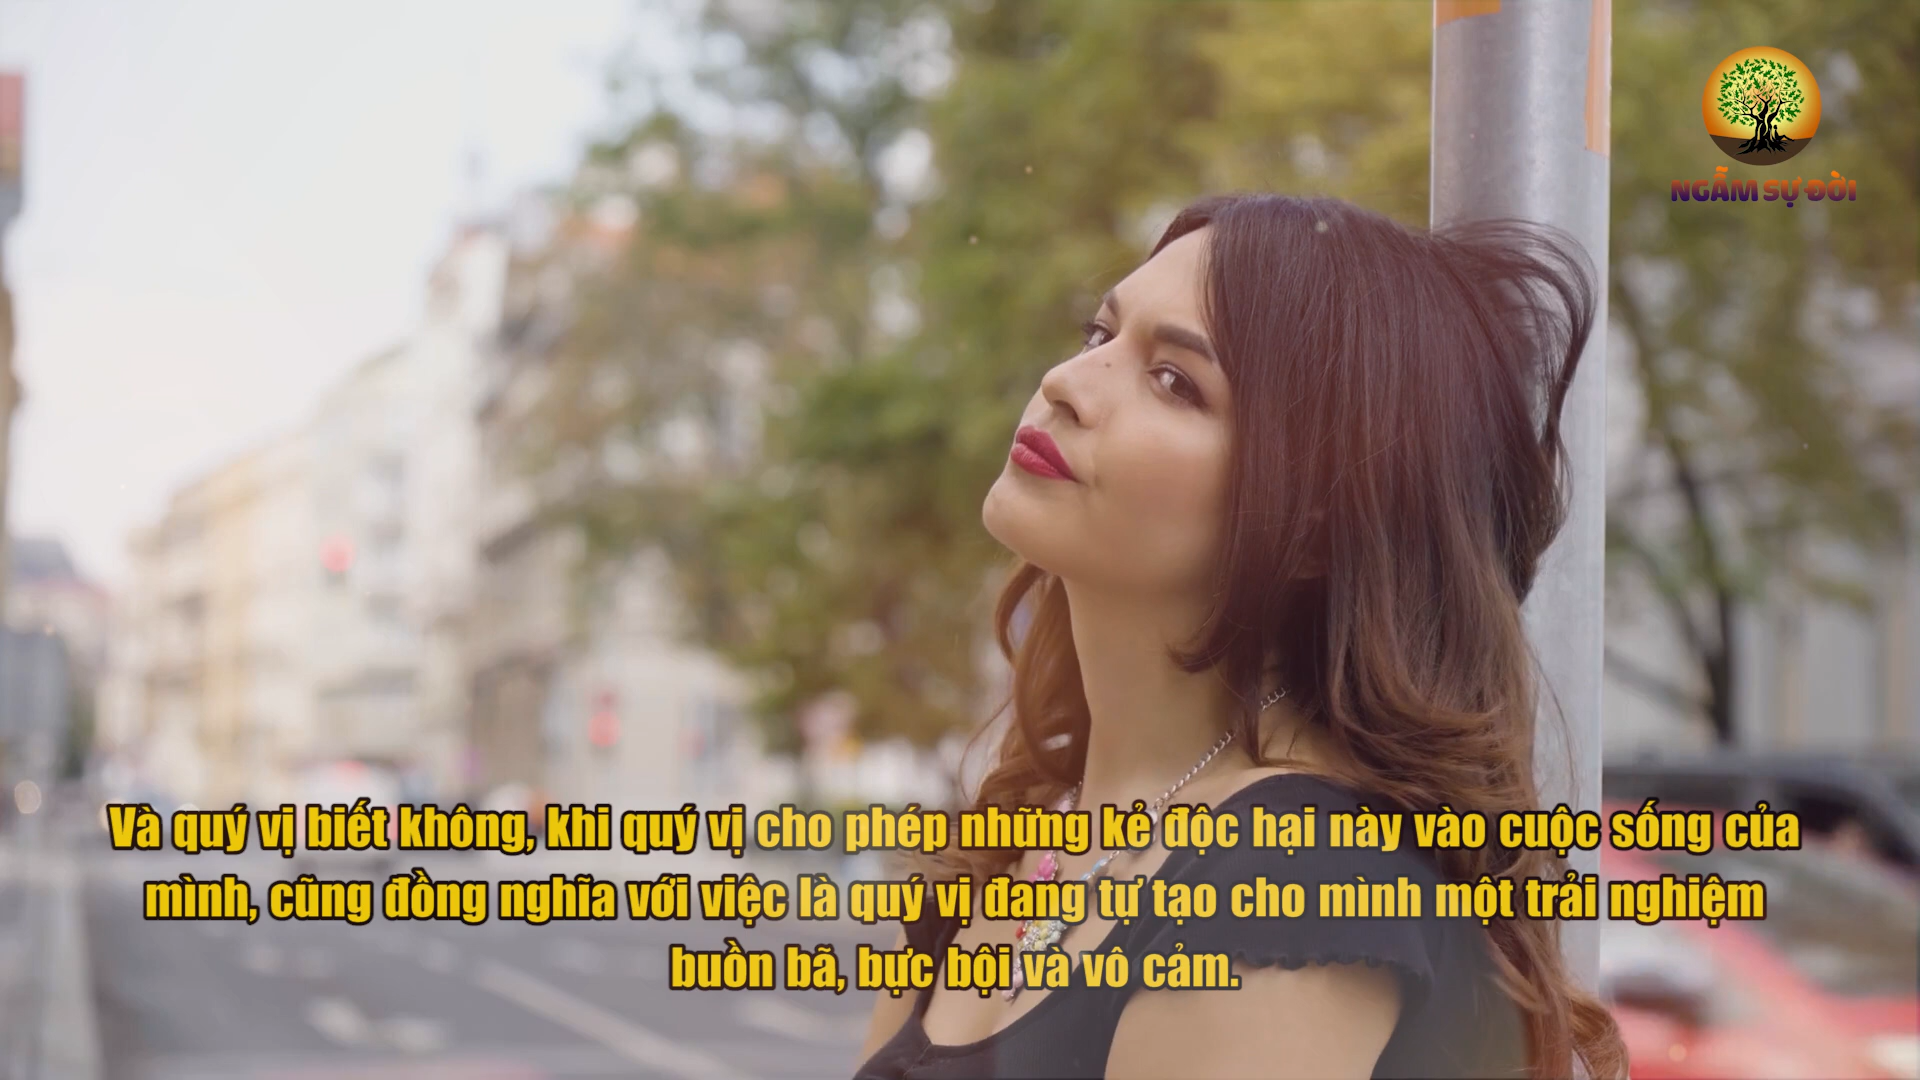 NGẪM SỰ ĐỜI
Và quý vị biết không, khi quý vị cho phép những kẻ độc hại này vào cuộc sống của
mình, cũng đồng nghĩa với việc là quý vị đang tự tạo cho mình một trải nghiệm
buồn bã, bực bội và vô cảm.